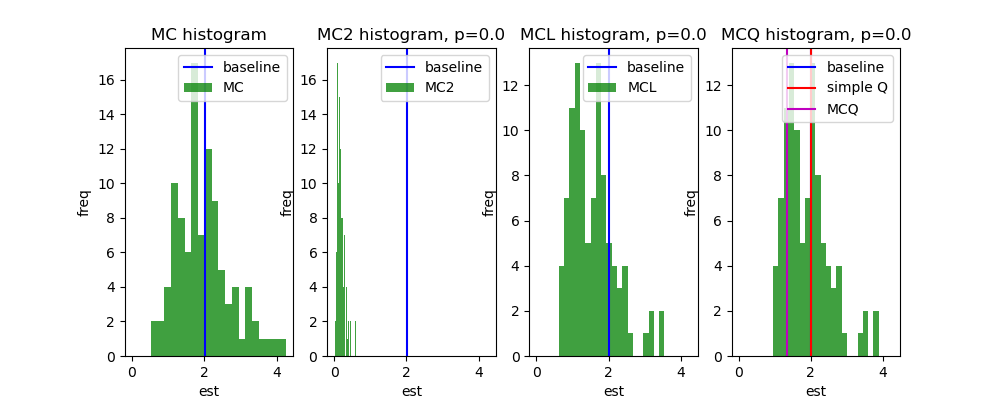 MC histogram
freq
16
14
12
10
8
6
4
2
0
0 2 4
est
baseline
MC
MC2 histogram, p=0.0
freq
16
14
12
10
8
6
4
2
0
0 2 4
est
baseline
MC2
MCL histogram, p=0.0
freq
12
10
8
6
4
2
0
0 2 4
est
baseline
MCL
MCQ histogram, p=0.0
freq
12
10
8
6
4
2
0
0 2 4
est
baseline
simple Q
MCQ